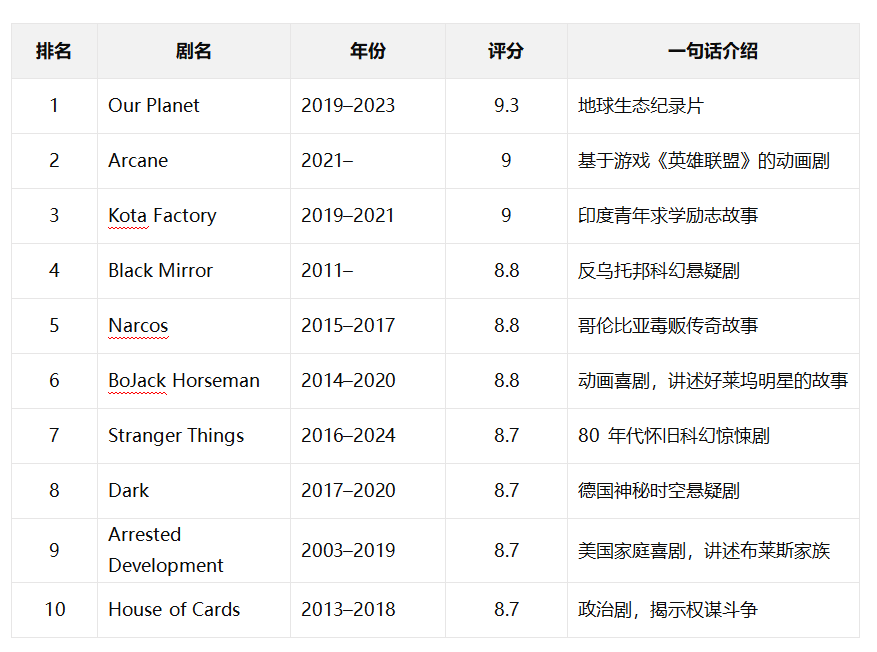 排名 剧名 年份 评分 一句话介绍
1 Our Planet 2019–2023 9.3 地球生态纪录片
2 Arcane 2021– 9 基于游戏《英雄联盟》的动画剧
3 Kota Factory 2019–2021 9 印度青年求学励志故事
4 Black Mirror 2011– 8.8 反乌托邦科幻悬疑剧
5 Narcos 2015–2017 8.8 哥伦比亚毒贩传奇故事
6 BoJack Horseman 2014–2020 8.8 动画喜剧，讲述好莱坞明星的故事
7 Stranger Things 2016–2024 8.7 80 年代怀旧科幻惊悚剧
8 Dark 2017–2020 8.7 德国神秘时空悬疑剧
9 Arrested
Development 2003–2019 8.7 美国家庭喜剧，讲述布莱斯家族
10 House of Cards 2013–2018 8.7 政治剧，揭示权谋斗争